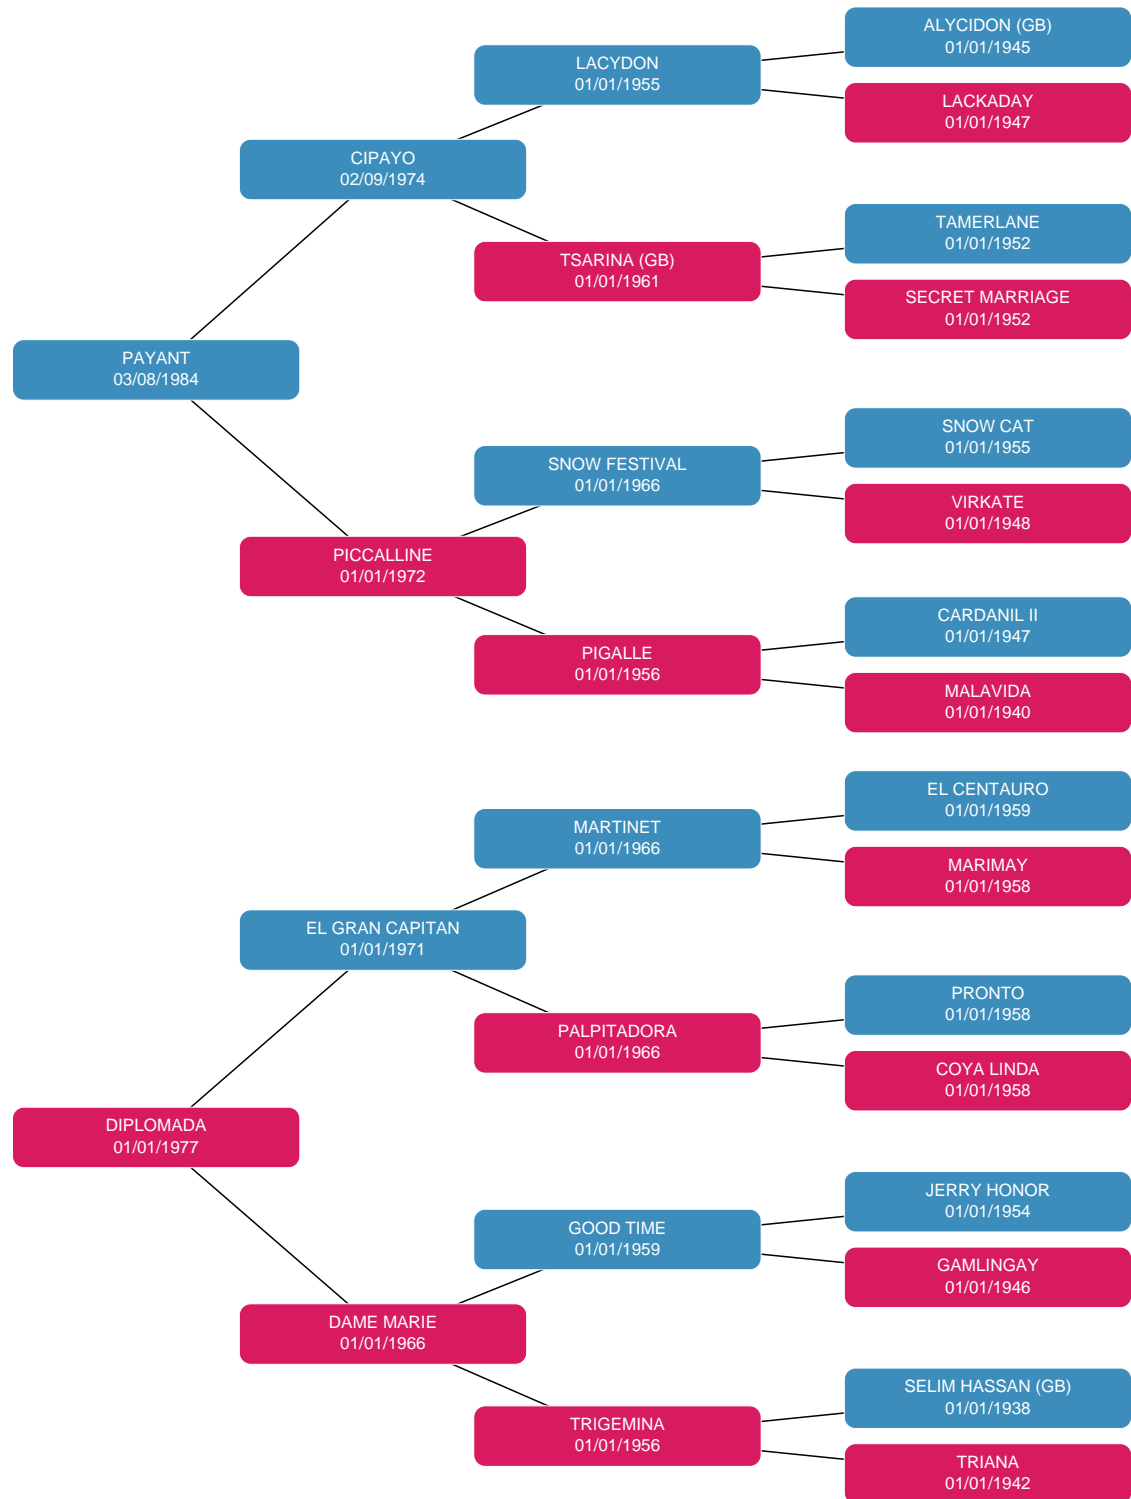 ALYCIDON (GB)
01/01/1945
LACYDON
01/01/1955
LACKADAY
01/01/1947
CIPAYO
02/09/1974
TAMERLANE
01/01/1952
TSARINA (GB)
01/01/1961
SECRET MARRIAGE
01/01/1952
PAYANT
03/08/1984
SNOW CAT
01/01/1955
SNOW FESTIVAL
01/01/1966
VIRKATE
01/01/1948
PICCALLINE
01/01/1972
CARDANIL II
01/01/1947
PIGALLE
01/01/1956
MALAVIDA
01/01/1940
EL CENTAURO
01/01/1959
MARTINET
01/01/1966
MARIMAY
01/01/1958
EL GRAN CAPITAN
01/01/1971
PRONTO
01/01/1958
PALPITADORA
01/01/1966
COYA LINDA
01/01/1958
DIPLOMADA
01/01/1977
JERRY HONOR
01/01/1954
GOOD TIME
01/01/1959
GAMLINGAY
01/01/1946
DAME MARIE
01/01/1966
SELIM HASSAN (GB)
01/01/1938
TRIGEMINA
01/01/1956
TRIANA
01/01/1942